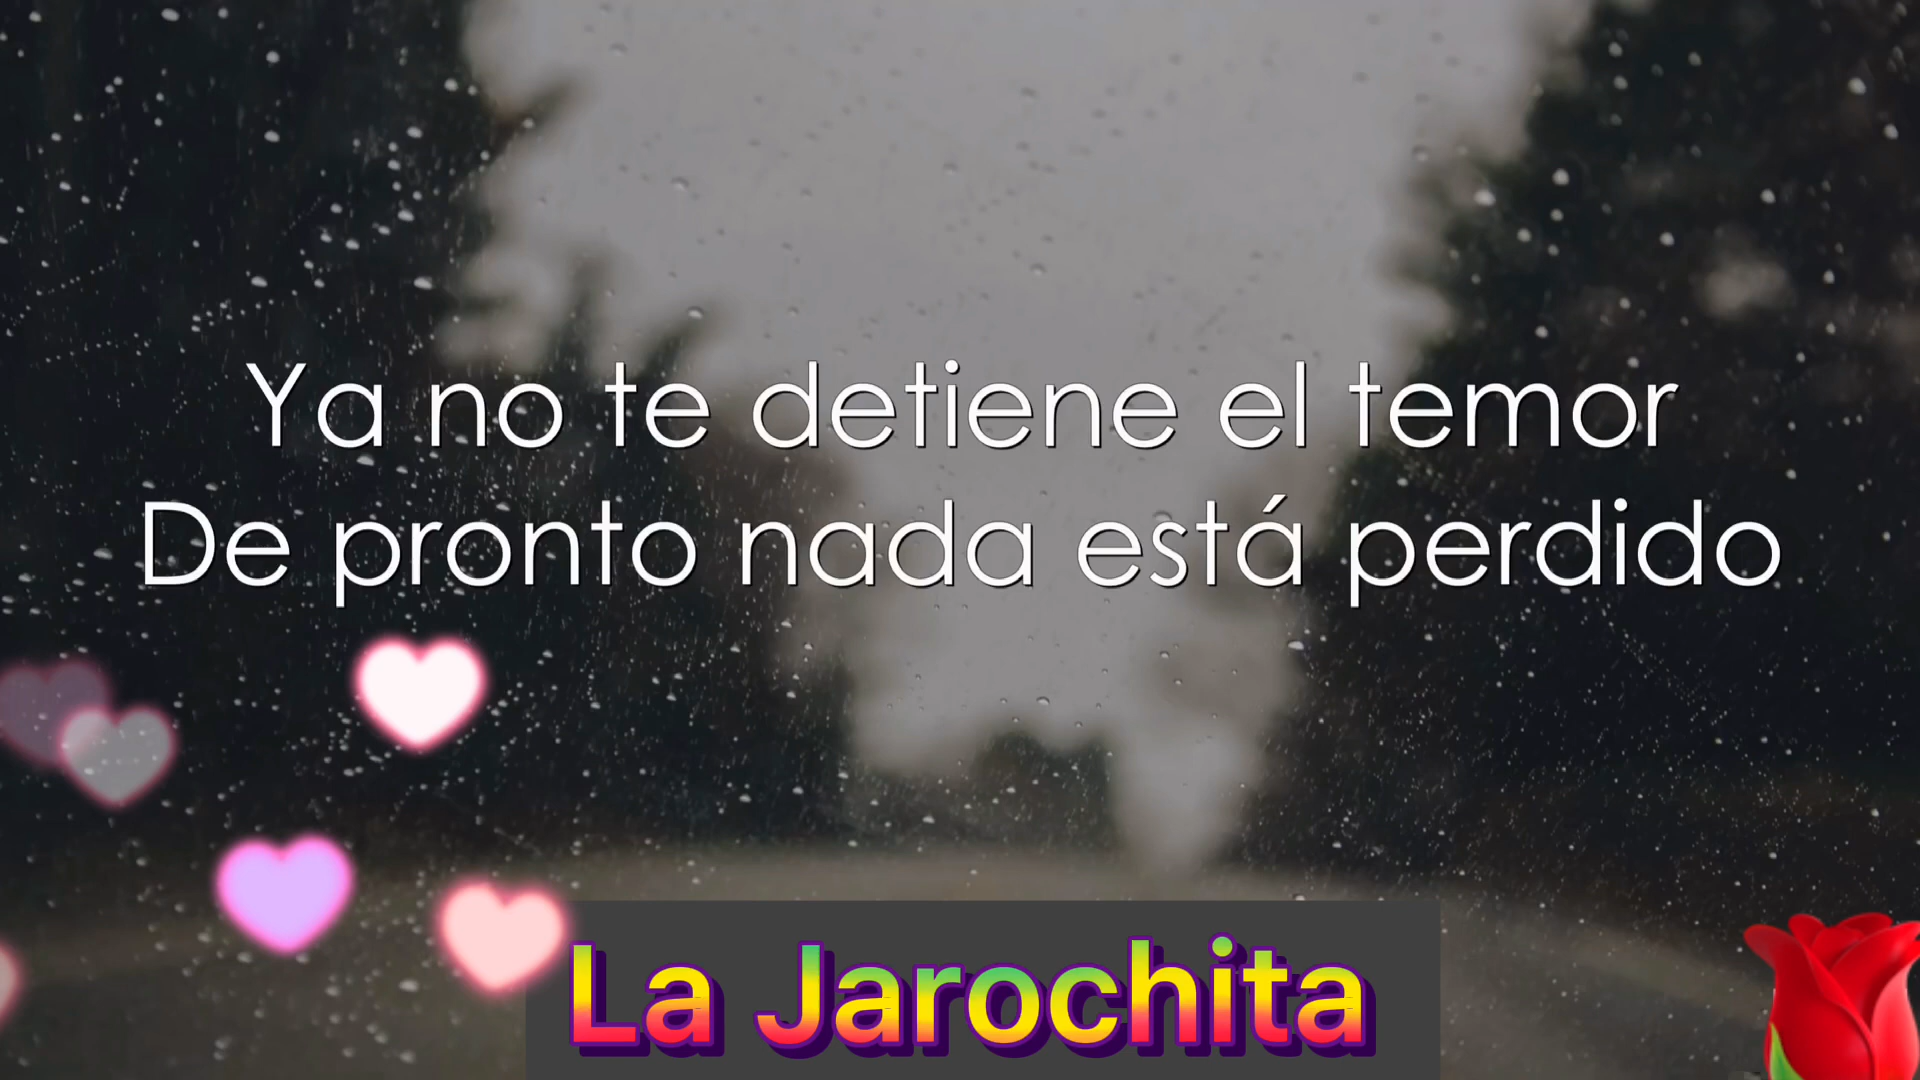 Ya no te detiene el temor
De pronto nada está perdido
La Jarochita